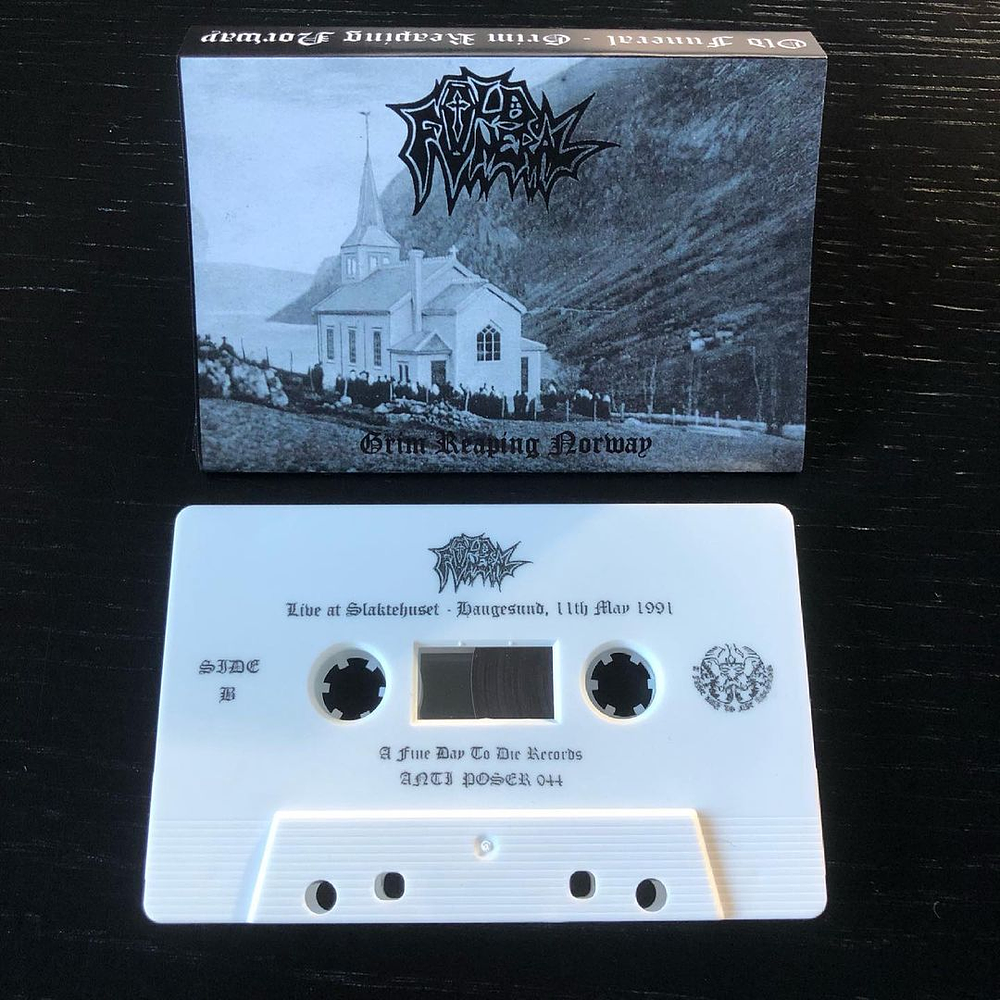 Old Funeral - Grim Reaping Norway
OLD
FUNERAL
Grim Reaping Norway
OLD
FUNERAL
Live at Slaktehuset - Haugesund, 11th May 1991
SIDE
B
A Fine Day To Die Records
ANTI POSER 044